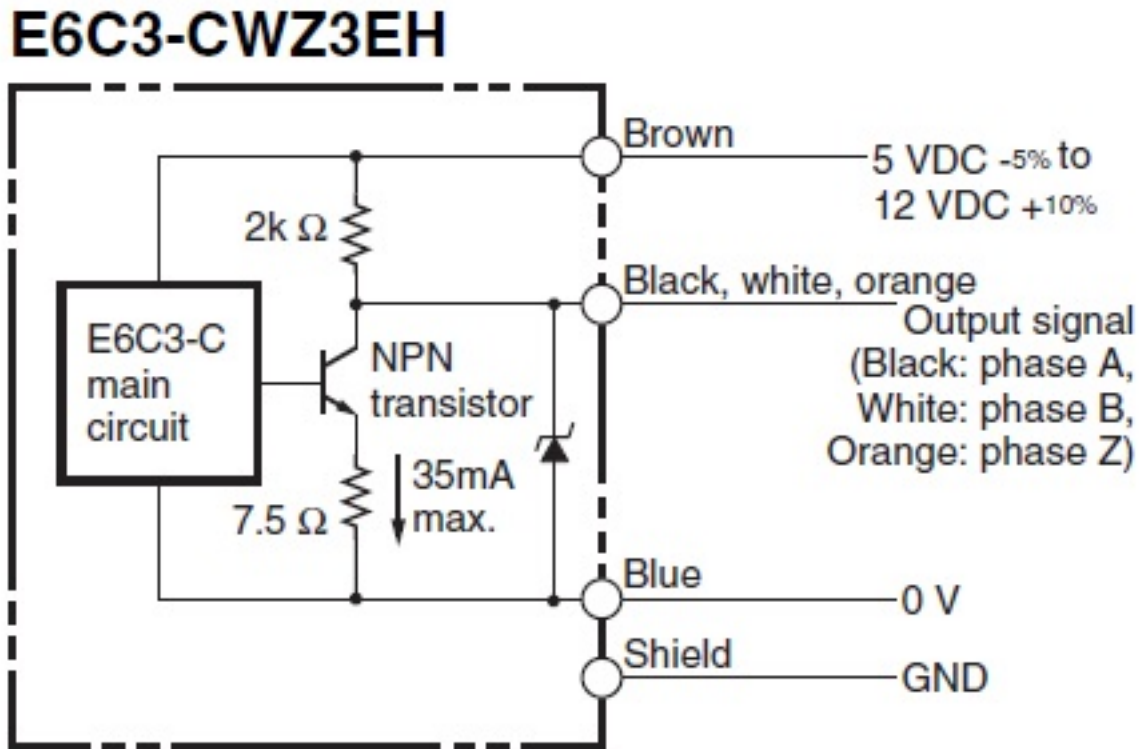 E6C3-CWZ3EH
Brown
5 VDC -5% to
12 VDC +10%
2k Ω
Black, white, orange
Output signal
(Black: phase A,
White: phase B,
Orange: phase Z)
E6C3-C
main
circuit
NPN
transistor
35mA
max.
7.5 Ω
Blue
0 V
Shield
GND